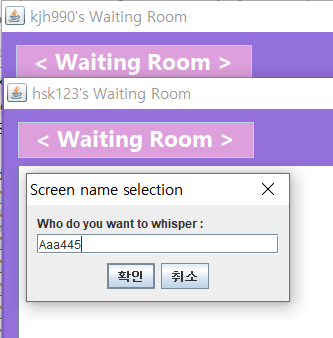 kjh990's Waiting Room
< Waiting Room >
hsk123's Waiting Room
< Waiting Room >
Screen name selection
Who do you want to whisper :
Aaa445
확인 취소